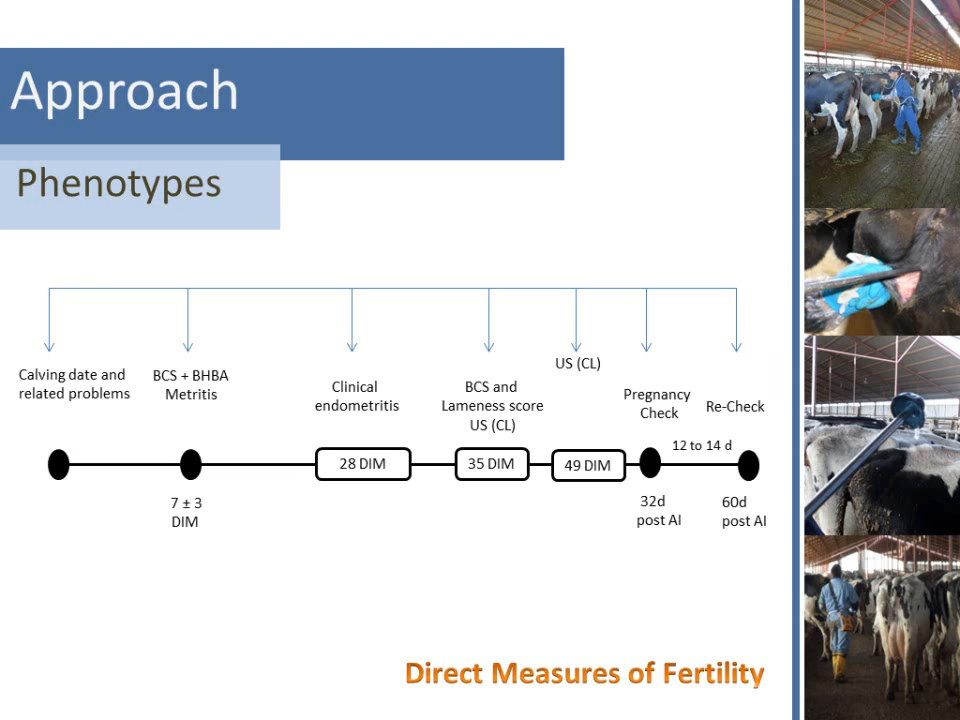 Approach
Phenotypes
Calving date and
related problems
BCS + BHBA
Metritis
Clinical
endometritis
BCS and
Lameness score
US (CL)
US (CL)
Pregnancy
Check
Re-Check
12 to 14 d
28 DIM
35 DIM
49 DIM
7 ± 3
DIM
32d
post AI
60d
post AI
Direct Measures of Fertility